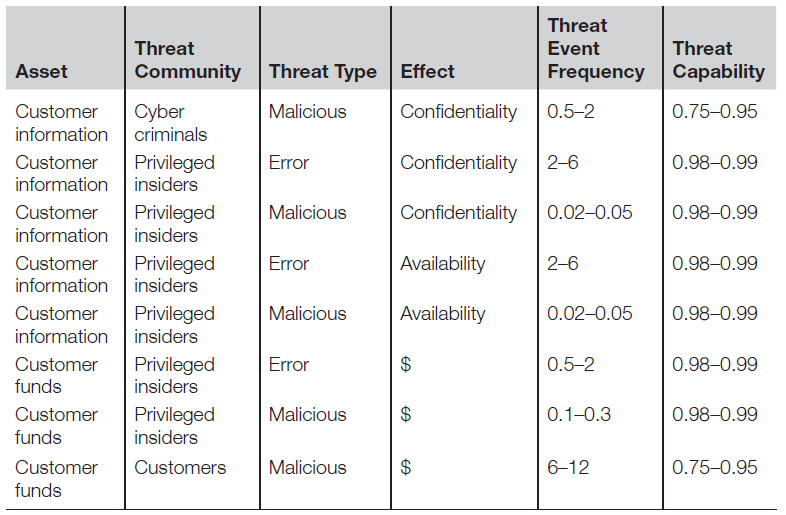 Asset | Threat Community | Threat Type | Effect | Threat Event Frequency | Threat Capability
Customer information | Cyber criminals | Malicious | Confidentiality | 0.5–2 | 0.75–0.95
Customer information | Privileged insiders | Error | Confidentiality | 2–6 | 0.98–0.99
Customer information | Privileged insiders | Malicious | Confidentiality | 0.02–0.05 | 0.98–0.99
Customer information | Privileged insiders | Error | Availability | 2–6 | 0.98–0.99
Customer information | Privileged insiders | Malicious | Availability | 0.02–0.05 | 0.98–0.99
Customer funds | Privileged insiders | Error | $ | 0.5–2 | 0.98–0.99
Customer funds | Privileged insiders | Malicious | $ | 0.1–0.3 | 0.98–0.99
Customer funds | Customers | Malicious | $ | 6–12 | 0.75–0.95